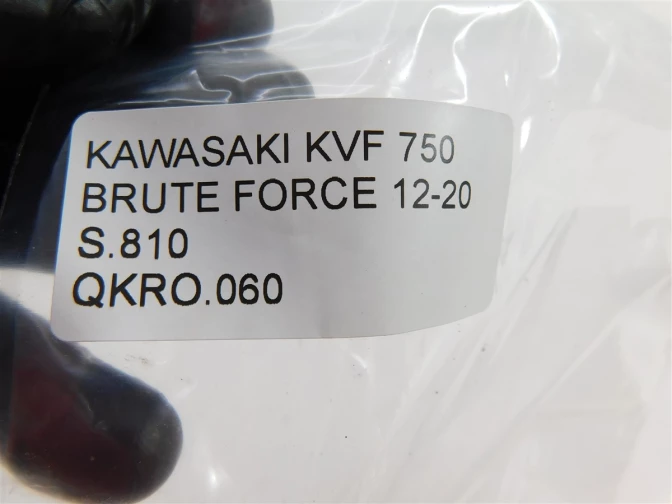 KAWASAKI KVF 750
BRUTE FORCE 12-20
S.810
QKRO.060